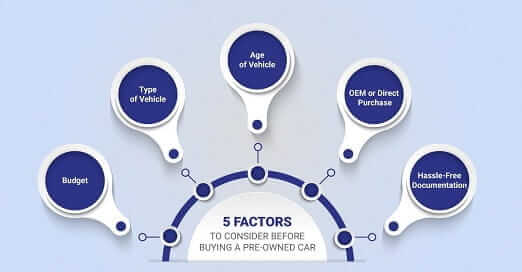 Budget
Type
of Vehicle
Age
of Vehicle
OEM or Direct
Purchase
Hassle-Free
Documentation
5 FACTORS
TO CONSIDER BEFORE
BUYING A PRE-OWNED CAR